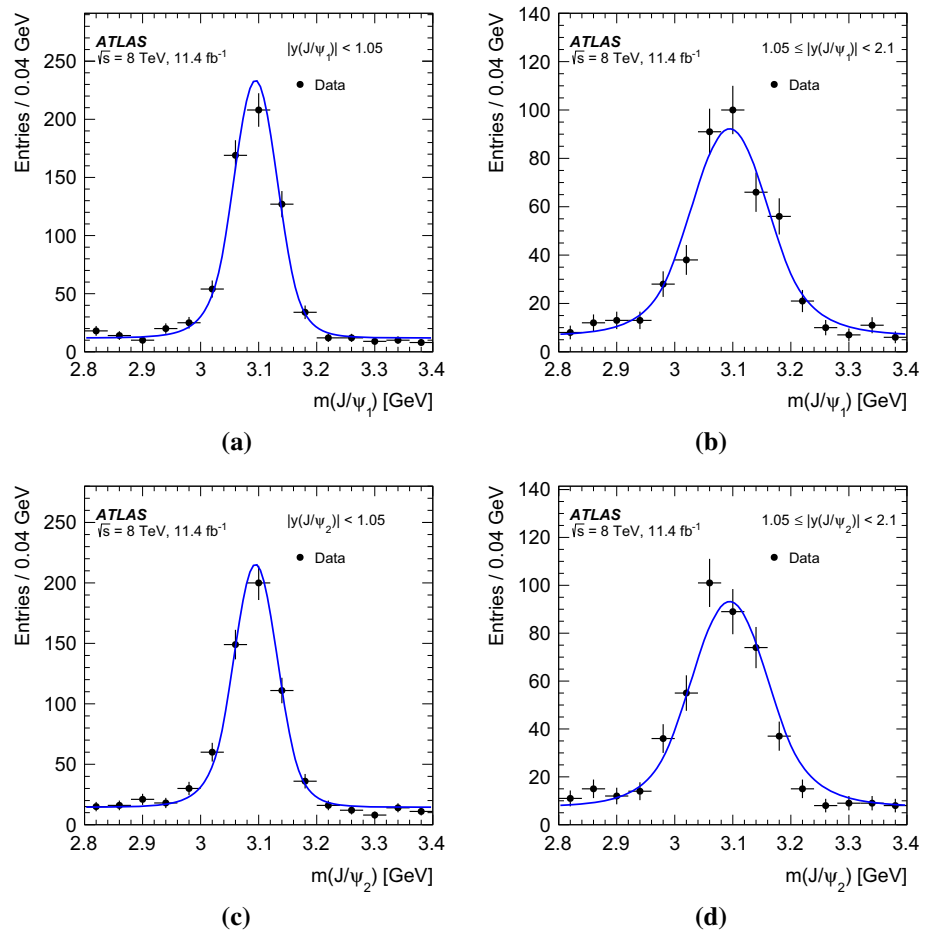 ATLAS
√s = 8 TeV, 11.4 fb⁻¹
|y(J/ψ₁)| < 1.05
Data
Entries / 0.04 GeV
250
200
150
100
50
0
2.8 2.9 3 3.1 3.2 3.3 3.4
m(J/ψ₁) [GeV]
(a)
ATLAS
√s = 8 TeV, 11.4 fb⁻¹
1.05 ≤ |y(J/ψ₁)| < 2.1
Data
Entries / 0.04 GeV
140
120
100
80
60
40
20
0
2.8 2.9 3 3.1 3.2 3.3 3.4
m(J/ψ₁) [GeV]
(b)
ATLAS
√s = 8 TeV, 11.4 fb⁻¹
|y(J/ψ₂)| < 1.05
Data
Entries / 0.04 GeV
250
200
150
100
50
0
2.8 2.9 3 3.1 3.2 3.3 3.4
m(J/ψ₂) [GeV]
(c)
ATLAS
√s = 8 TeV, 11.4 fb⁻¹
1.05 ≤ |y(J/ψ₂)| < 2.1
Data
Entries / 0.04 GeV
140
120
100
80
60
40
20
0
2.8 2.9 3 3.1 3.2 3.3 3.4
m(J/ψ₂) [GeV]
(d)